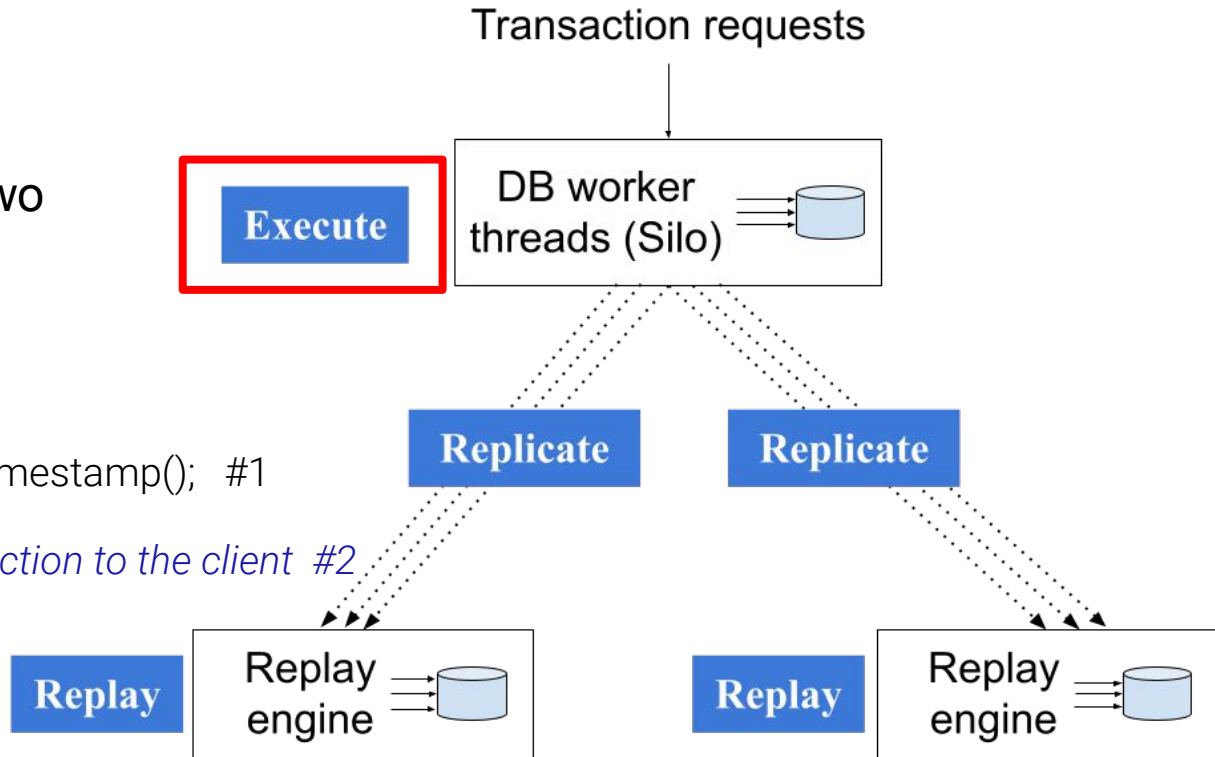 Transaction requests
wo
Execute
DB worker
threads (Silo)
Replicate
Replicate
mestamp(); #1
ction to the client #2
Replay
Replay
engine
Replay
Replay
engine